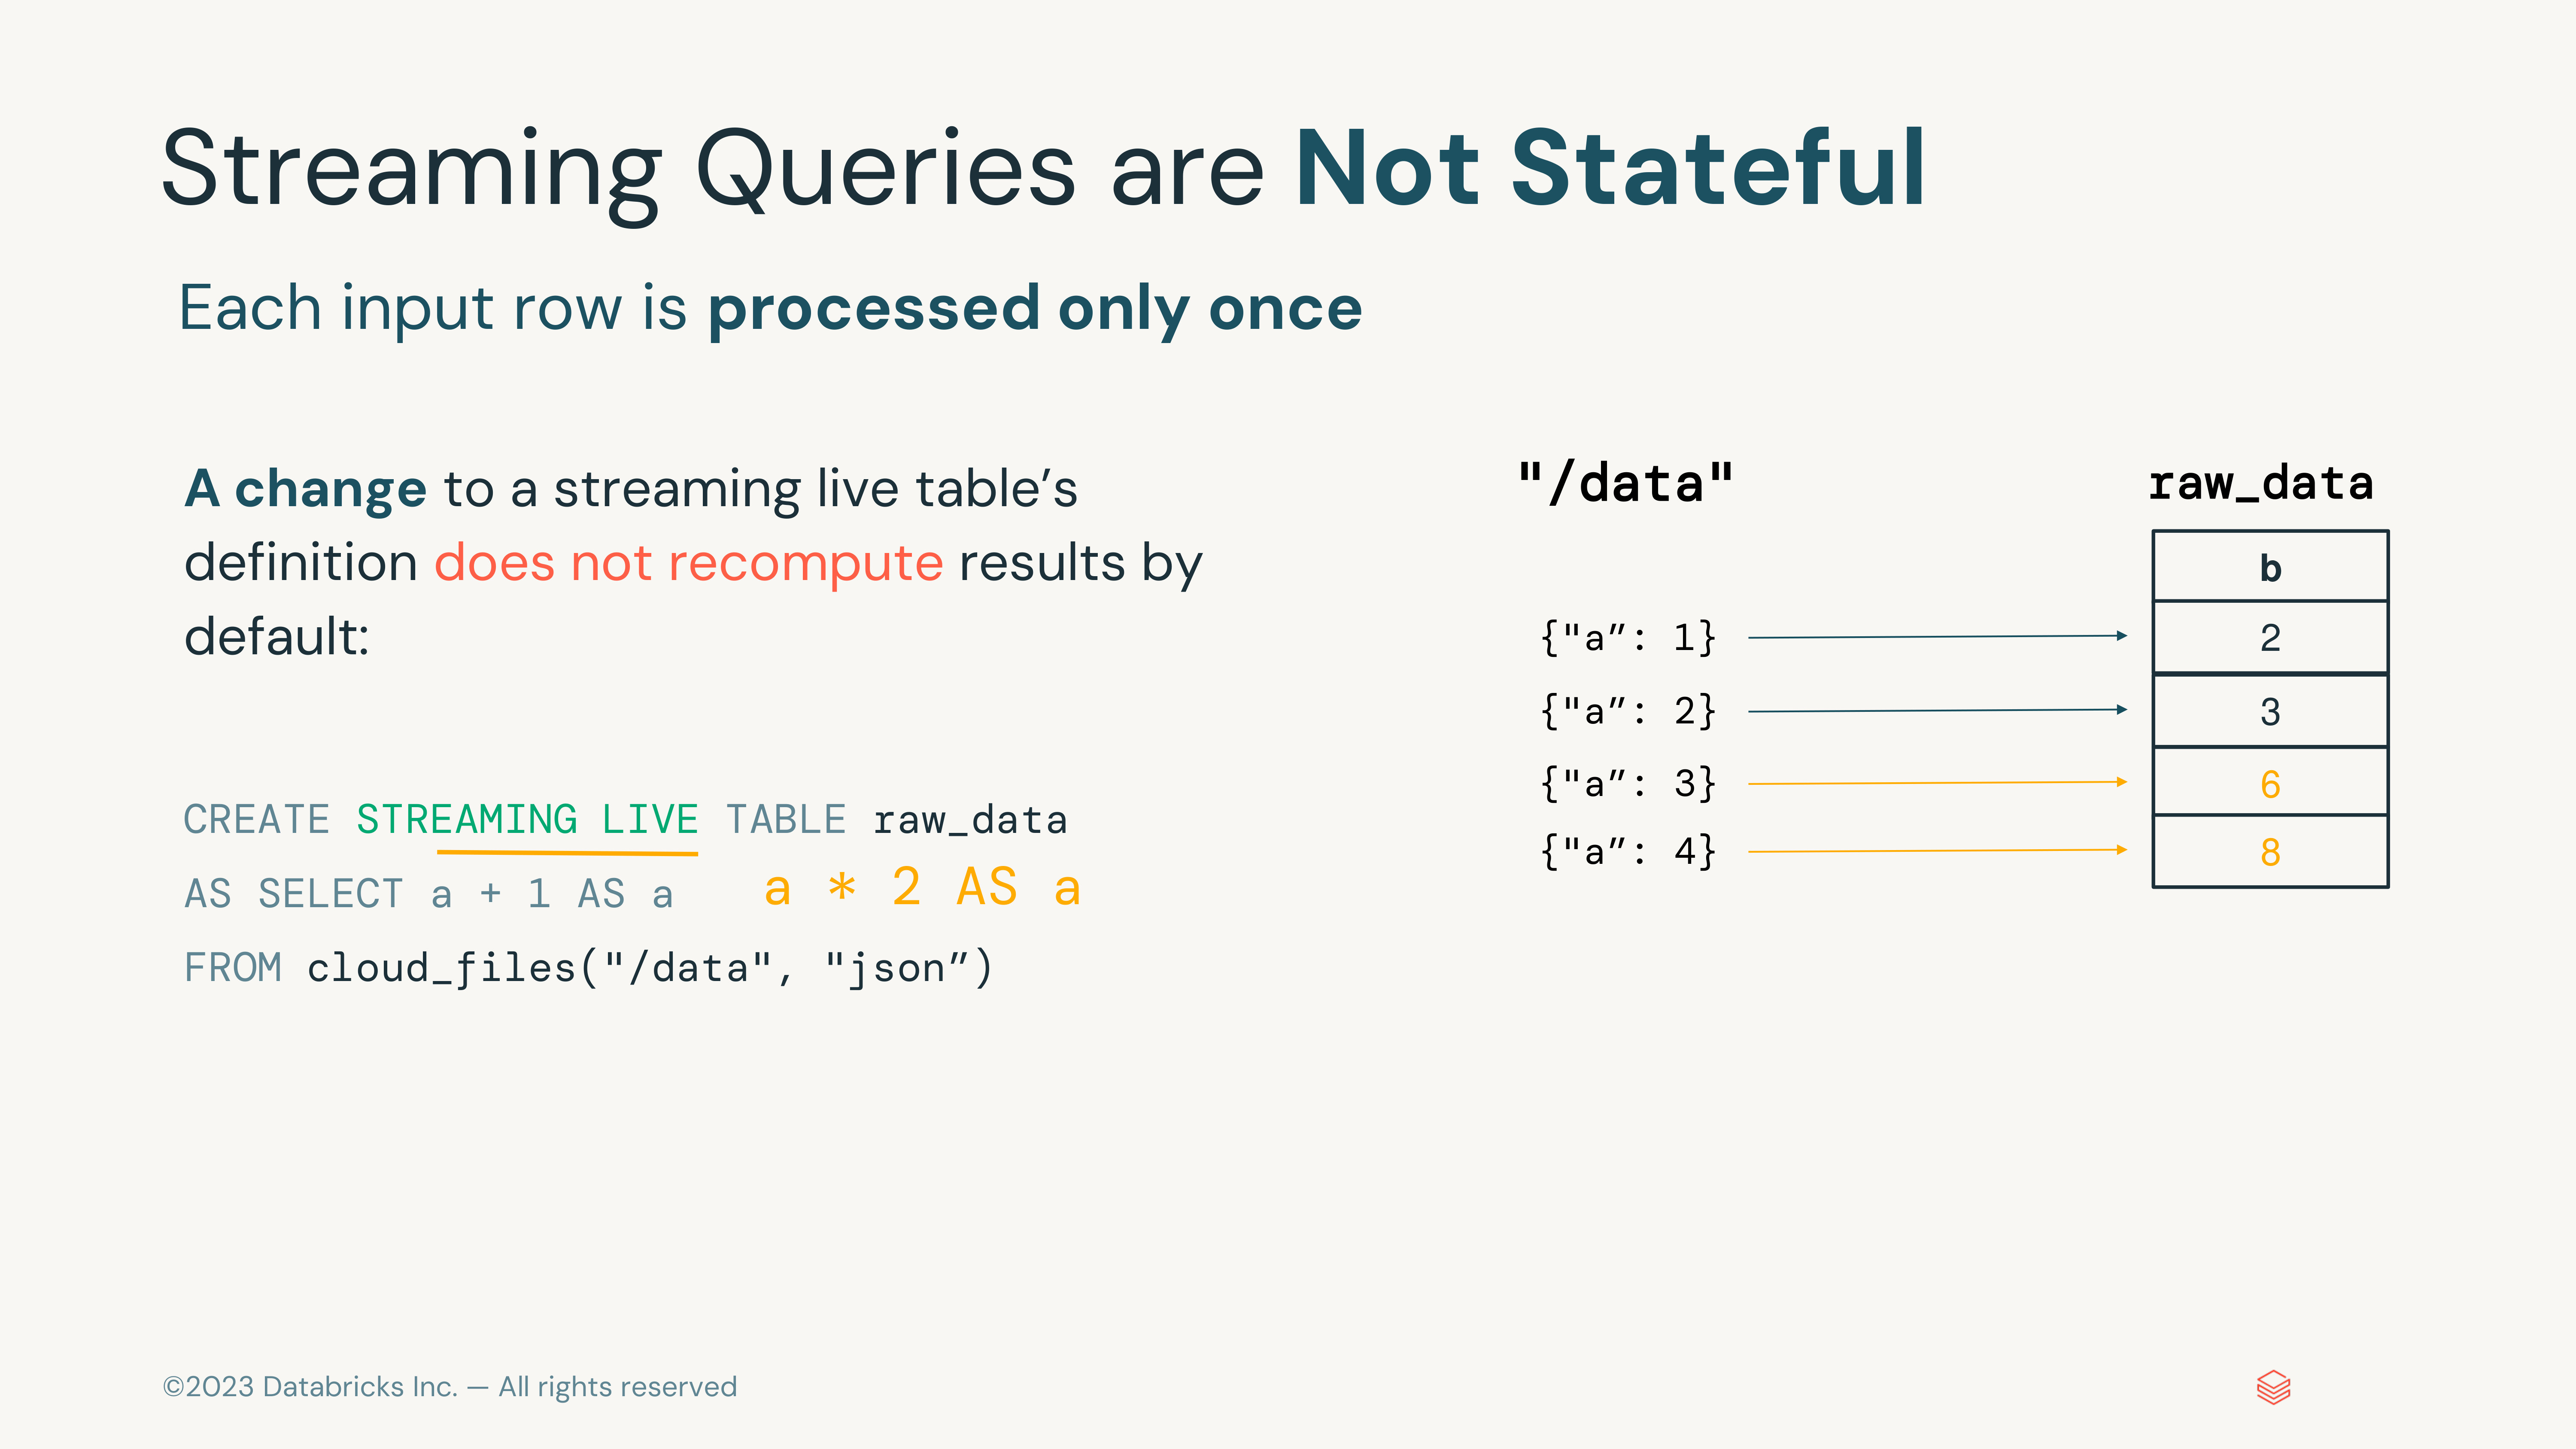 Streaming Queries are Not Stateful
Each input row is processed only once
A change to a streaming live table’s
definition does not recompute results by
default:
CREATE STREAMING LIVE TABLE raw_data
AS SELECT a + 1 AS a a * 2 AS a
FROM cloud_files("/data", "json”)
"/data" raw_data
b
{"a”: 1} 2
{"a”: 2} 3
{"a”: 3} 6
{"a”: 4} 8
©2023 Databricks Inc. — All rights reserved